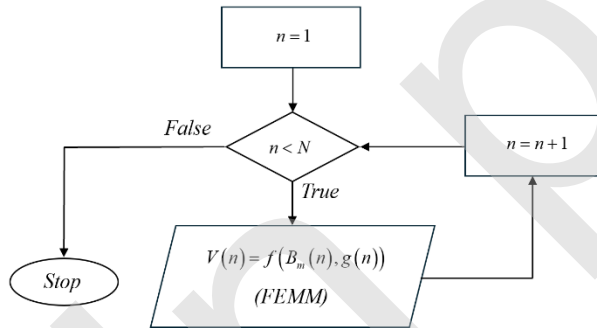 n = 1
False
n < N
n = n + 1
True
V(n) = f(B_m(n), g(n))
(FEMM)
Stop